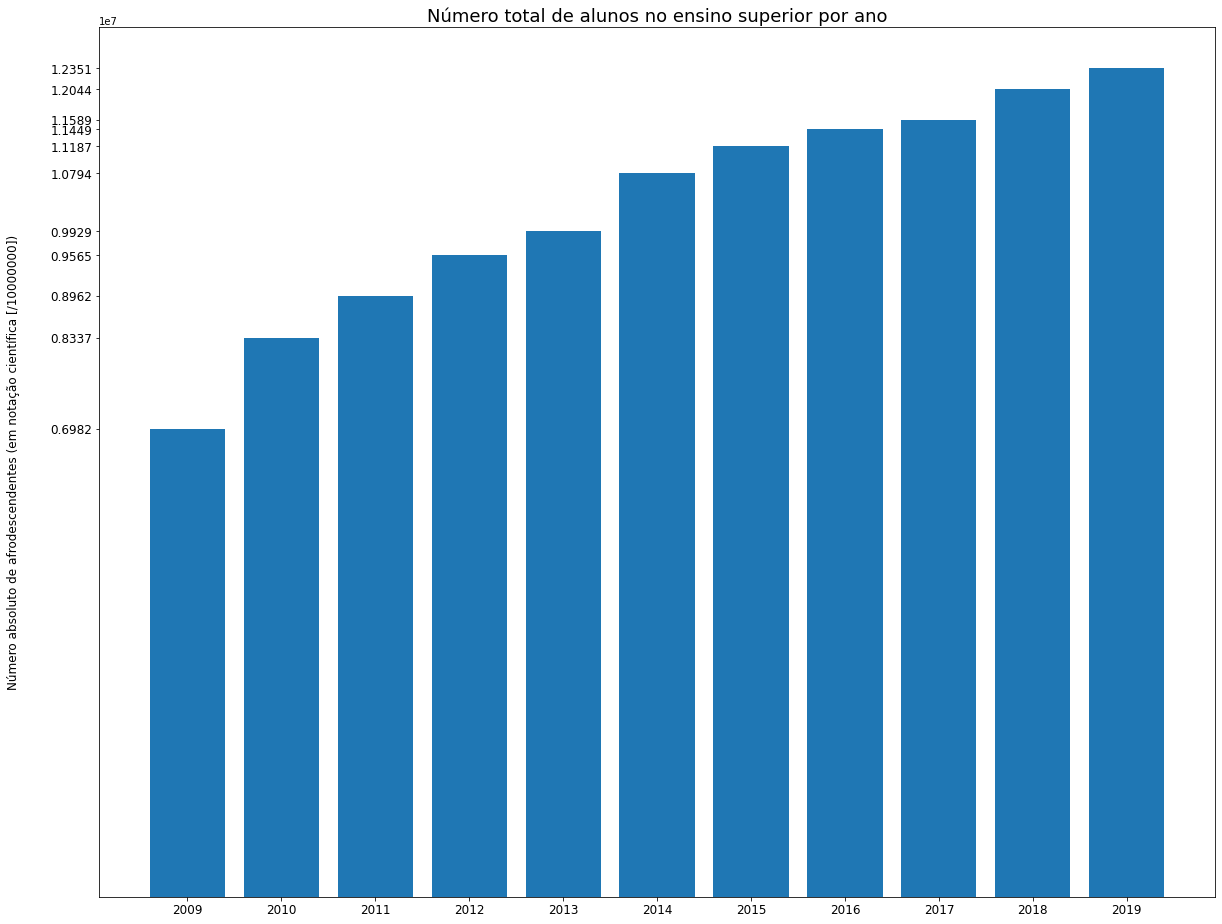 Número total de alunos no ensino superior por ano
1e7
1.2351
1.2044
1.1589
1.1449
1.1187
1.0794
0.9929
0.9565
0.8962
0.8337
0.6982
Número absoluto de afrodescendentes (em notação científica [/10000000])
2009 2010 2011 2012 2013 2014 2015 2016 2017 2018 2019